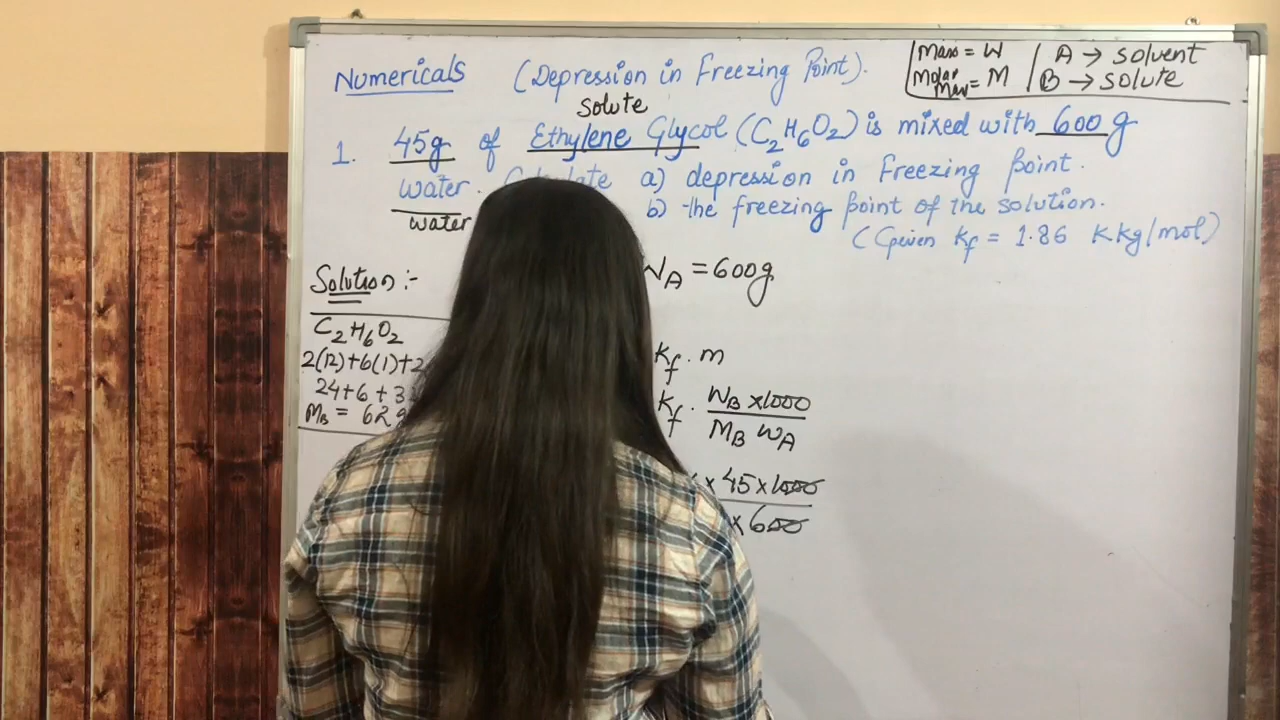 Numericals (Depression in Freezing Point).
Mass = W
Molar Mass = M
A → solvent
B → solute
solute
1. 45g of Ethylene Glycol (C2H6O2) is mixed with 600 g
water. a) depression in Freezing point.
water
b) the freezing point of the solution.
(Given Kf = 1.86 K kg/mol)
Solution :-
WA = 600g
C2H6O2
2(12)+6(1)+2
24+6+3
MB = 62g
Kf . m
Kf . WB x1000
MB WA
x 45 x 1000
x 600